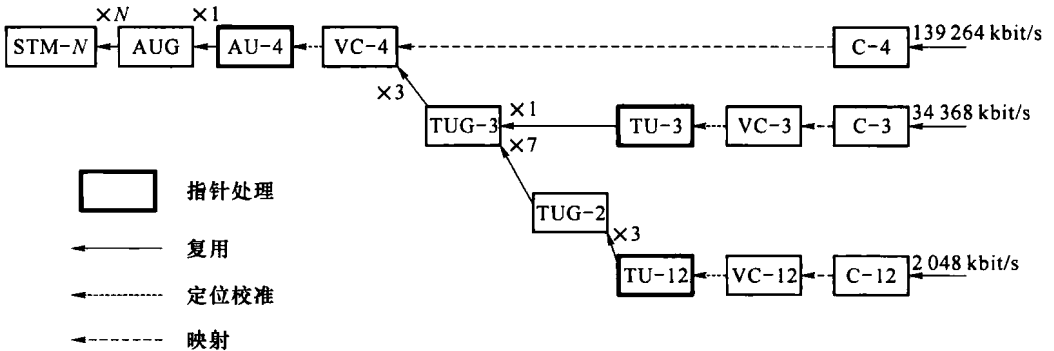 ×N ×1
STM-N AUG AU-4 VC-4 C-4 139 264 kbit/s
×3
TUG-3 ×1 TU-3 VC-3 C-3 34 368 kbit/s
×7
指针处理
TUG-2
复用
×3
TU-12 VC-12 C-12 2 048 kbit/s
定位校准
映射